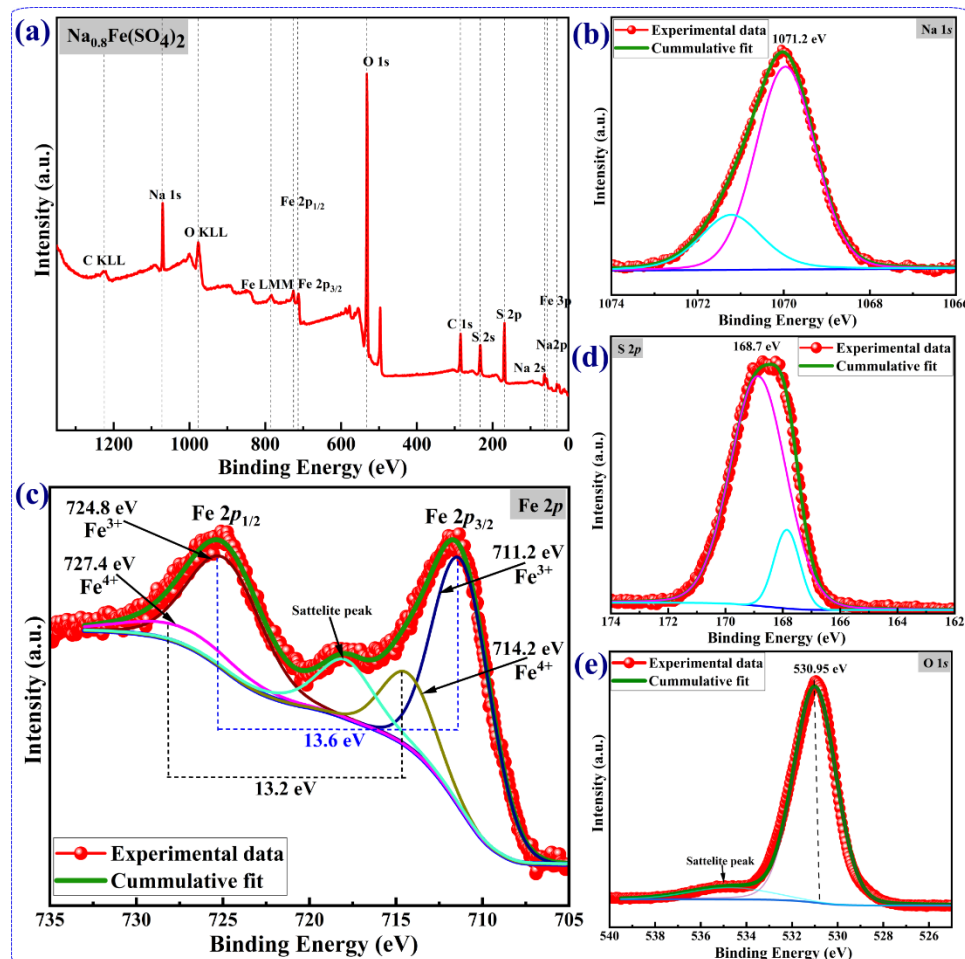 (a)
Na0.8Fe(SO4)2
O 1s
Na 1s
O KLL
C KLL
Fe 2p1/2
Fe LMM
Fe 2p3/2
C 1s
S 2s
S 2p
Na 2s
Fe 3p
Na2p
Intensity (a.u.)
1200 1000 800 600 400 200 0
Binding Energy (eV)
(b)
Experimental data
Cummulative fit
1071.2 eV
Na 1s
Intensity (a.u.)
1074 1072 1070 1068 1066
Binding Energy (eV)
(c)
Fe 2p
724.8 eV
Fe3+
727.4 eV
Fe4+
Fe 2p1/2
Fe 2p3/2
711.2 eV
Fe3+
Sattelite peak
714.2 eV
Fe4+
13.6 eV
13.2 eV
Experimental data
Cummulative fit
Intensity (a.u.)
735 730 725 720 715 710 705
Binding Energy (eV)
(d)
S 2p
168.7 eV
Experimental data
Cummulative fit
Intensity (a.u.)
174 172 170 168 166 164 162
Binding Energy (eV)
(e)
Experimental data
Cummulative fit
530.95 eV
O 1s
Sattelite peak
Intensity (a.u.)
540 538 536 534 532 530 528 526
Binding Energy (eV)